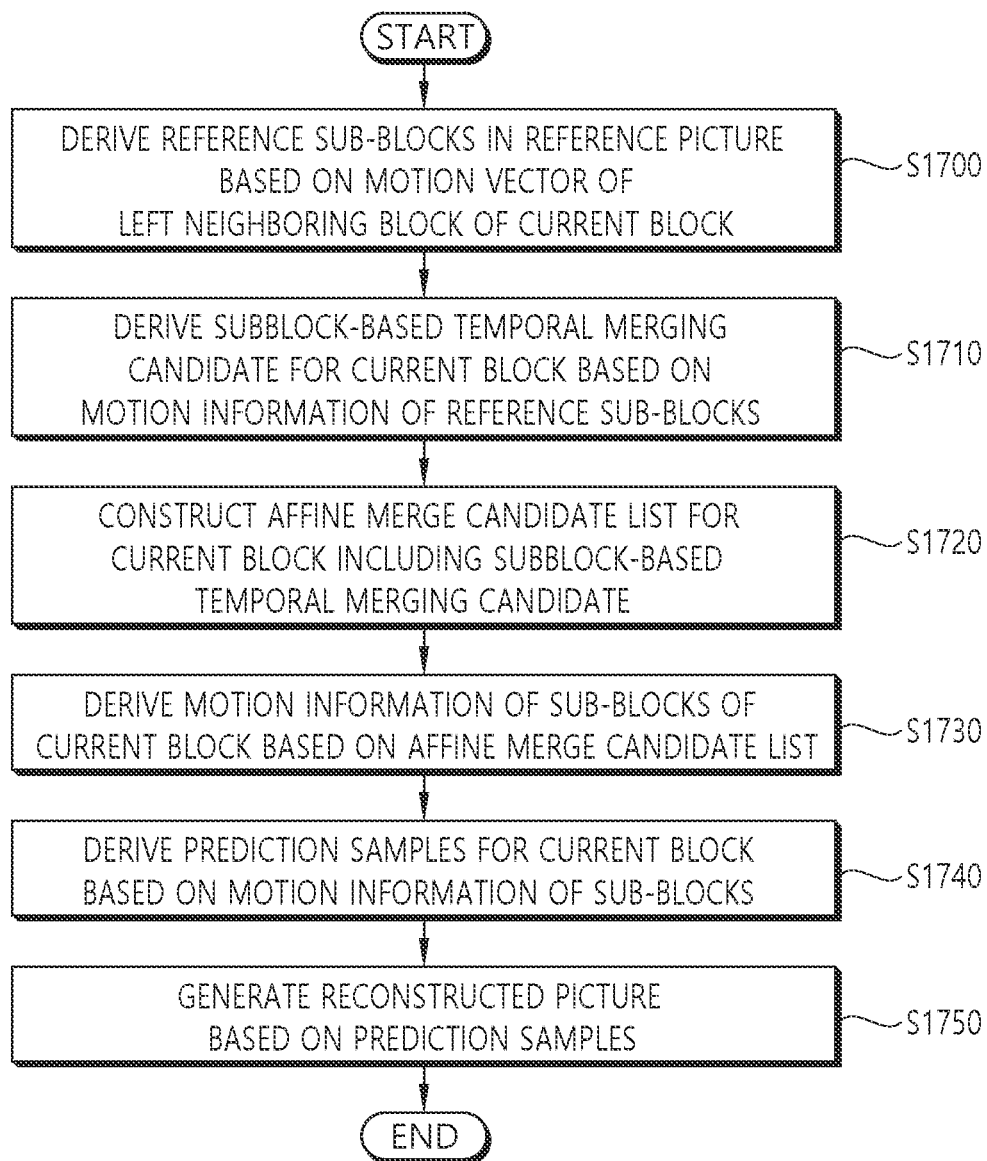 START
DERIVE REFERENCE SUB-BLOCKS IN REFERENCE PICTURE
BASED ON MOTION VECTOR OF
LEFT NEIGHBORING BLOCK OF CURRENT BLOCK
S1700
DERIVE SUBBLOCK-BASED TEMPORAL MERGING
CANDIDATE FOR CURRENT BLOCK BASED ON
MOTION INFORMATION OF REFERENCE SUB-BLOCKS
S1710
CONSTRUCT AFFINE MERGE CANDIDATE LIST FOR
CURRENT BLOCK INCLUDING SUBBLOCK-BASED
TEMPORAL MERGING CANDIDATE
S1720
DERIVE MOTION INFORMATION OF SUB-BLOCKS OF
CURRENT BLOCK BASED ON AFFINE MERGE CANDIDATE LIST
S1730
DERIVE PREDICTION SAMPLES FOR CURRENT BLOCK
BASED ON MOTION INFORMATION OF SUB-BLOCKS
S1740
GENERATE RECONSTRUCTED PICTURE
BASED ON PREDICTION SAMPLES
S1750
END